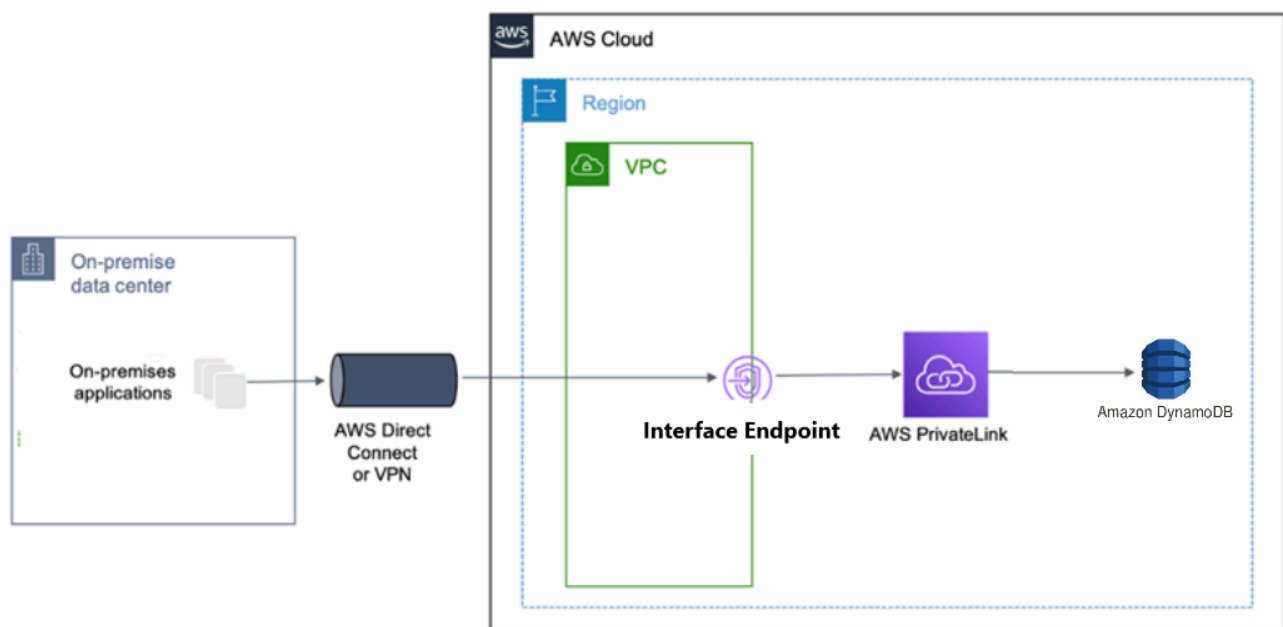 aws
AWS Cloud
Region
VPC
On-premise
data center
On-premises
applications
AWS Direct
Connect
or VPN
Interface Endpoint
AWS PrivateLink
Amazon DynamoDB